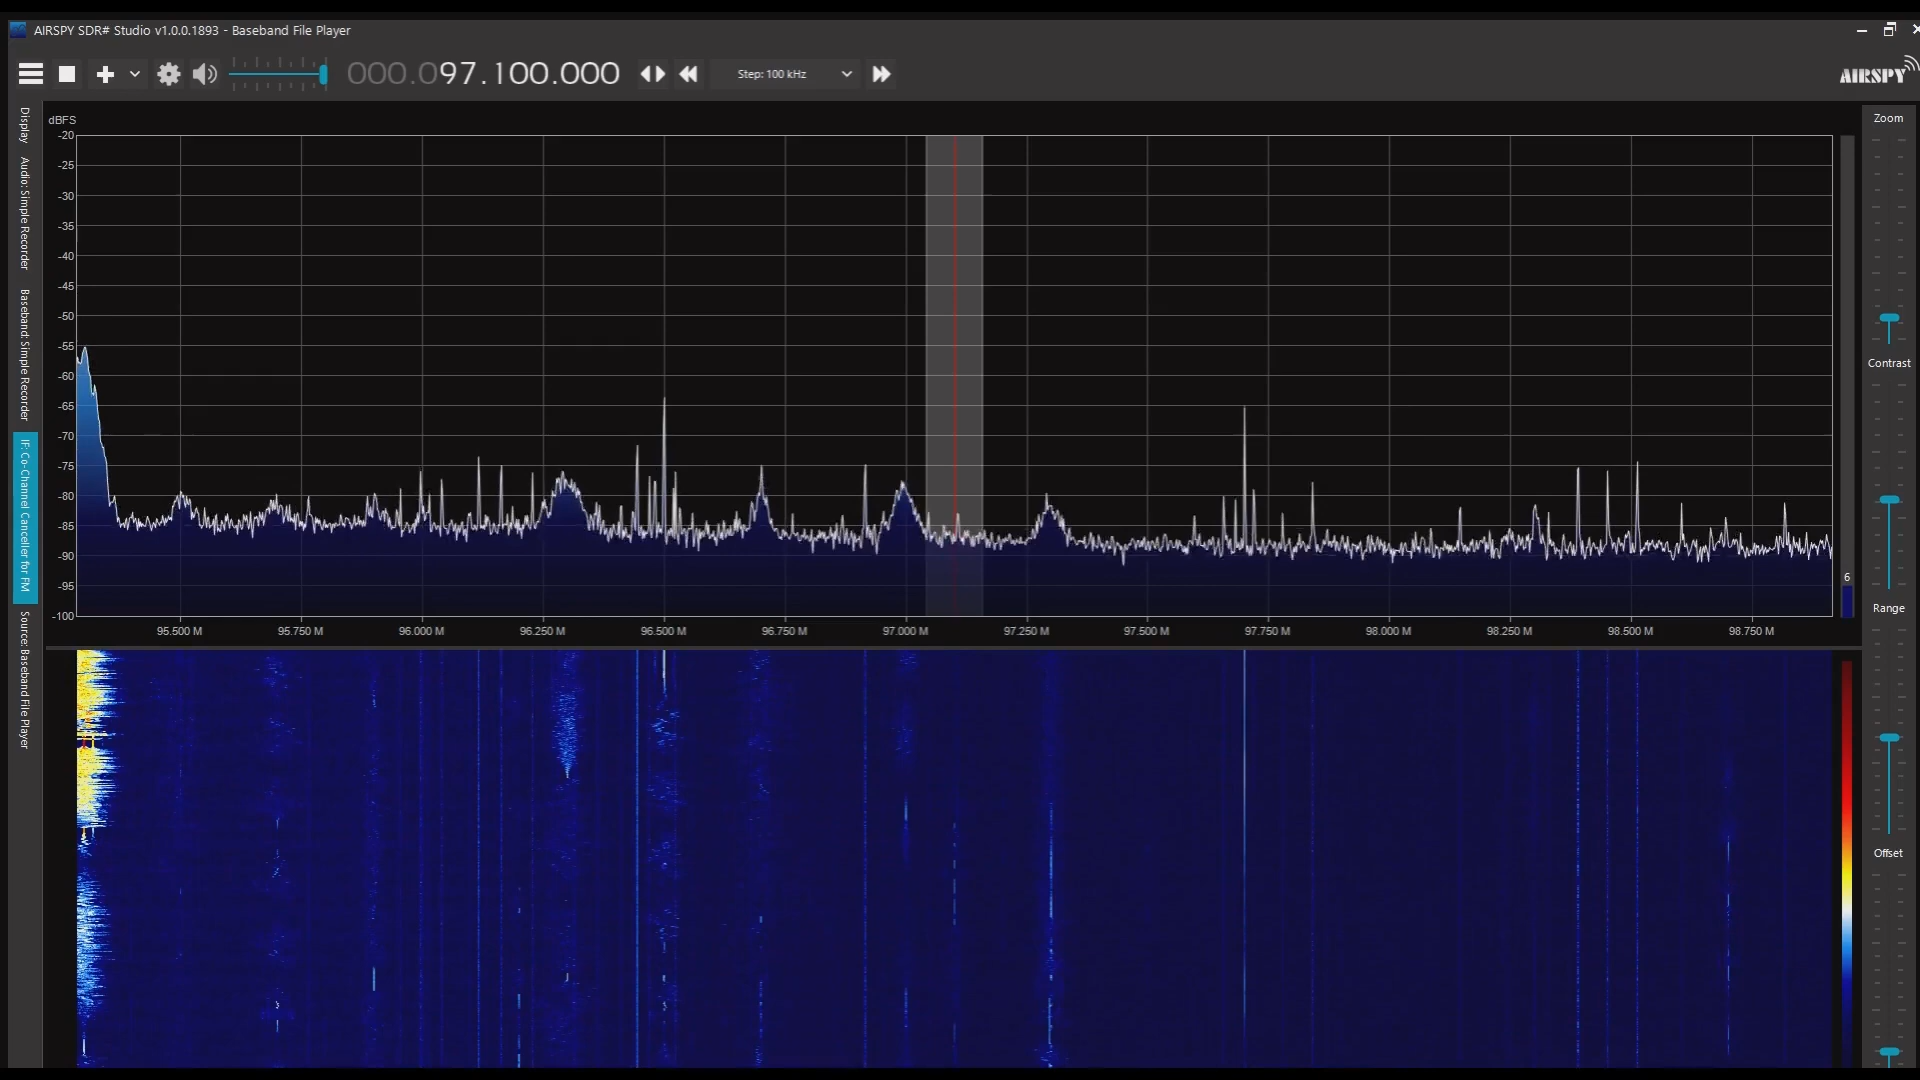 AIRSPY SDR# Studio v1.0.0.1893 - Baseband File Player
000.097.100.000
Step: 100 kHz
AIRSPY
Display
Audio: Simple Recorder
Baseband: Simple Recorder
IF: Co-Channel Canceller for FM
Source: Baseband File Player
dBFS
-20
-25
-30
-35
-40
-45
-50
-55
-60
-65
-70
-75
-80
-85
-90
-95
-100
95.500 M 95.750 M 96.000 M 96.250 M 96.500 M 96.750 M 97.000 M 97.250 M 97.500 M 97.750 M 98.000 M 98.250 M 98.500 M 98.750 M
6
Zoom
Contrast
Range
Offset